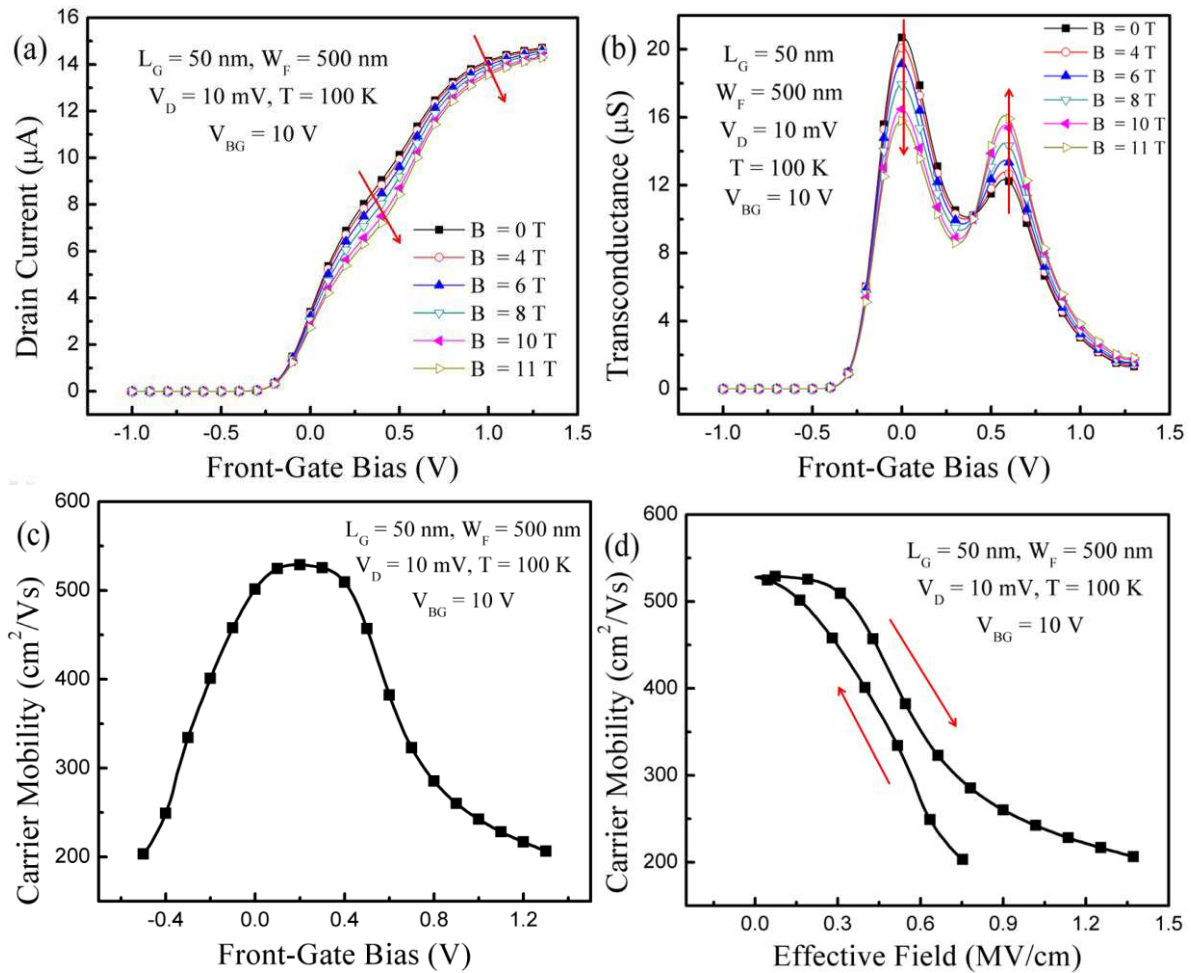 (a)
L_G = 50 nm, W_F = 500 nm
V_D = 10 mV, T = 100 K
V_BG = 10 V
B = 0 T
B = 4 T
B = 6 T
B = 8 T
B = 10 T
B = 11 T
Drain Current (μA)
16
14
12
10
8
6
4
2
0
-1.0 -0.5 0.0 0.5 1.0 1.5
Front-Gate Bias (V)
(b)
L_G = 50 nm
W_F = 500 nm
V_D = 10 mV
T = 100 K
V_BG = 10 V
B = 0 T
B = 4 T
B = 6 T
B = 8 T
B = 10 T
B = 11 T
Transconductance (μS)
20
16
12
8
4
0
-1.0 -0.5 0.0 0.5 1.0 1.5
Front-Gate Bias (V)
(c)
L_G = 50 nm, W_F = 500 nm
V_D = 10 mV, T = 100 K
V_BG = 10 V
Carrier Mobility (cm²/Vs)
600
500
400
300
200
-0.4 0.0 0.4 0.8 1.2
Front-Gate Bias (V)
(d)
L_G = 50 nm, W_F = 500 nm
V_D = 10 mV, T = 100 K
V_BG = 10 V
Carrier Mobility (cm²/Vs)
600
500
400
300
200
0.0 0.3 0.6 0.9 1.2 1.5
Effective Field (MV/cm)